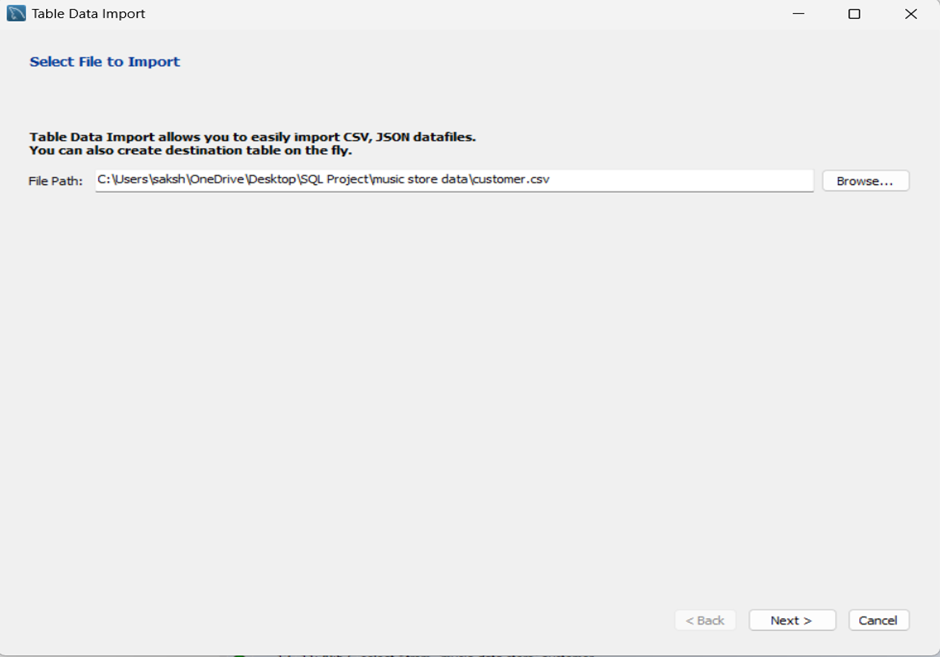 Table Data Import
Select File to Import
Table Data Import allows you to easily import CSV, JSON datafiles.
You can also create destination table on the fly.
File Path: C:\Users\saksh\OneDrive\Desktop\SQL Project\music store data\customer.csv Browse...
< Back Next > Cancel